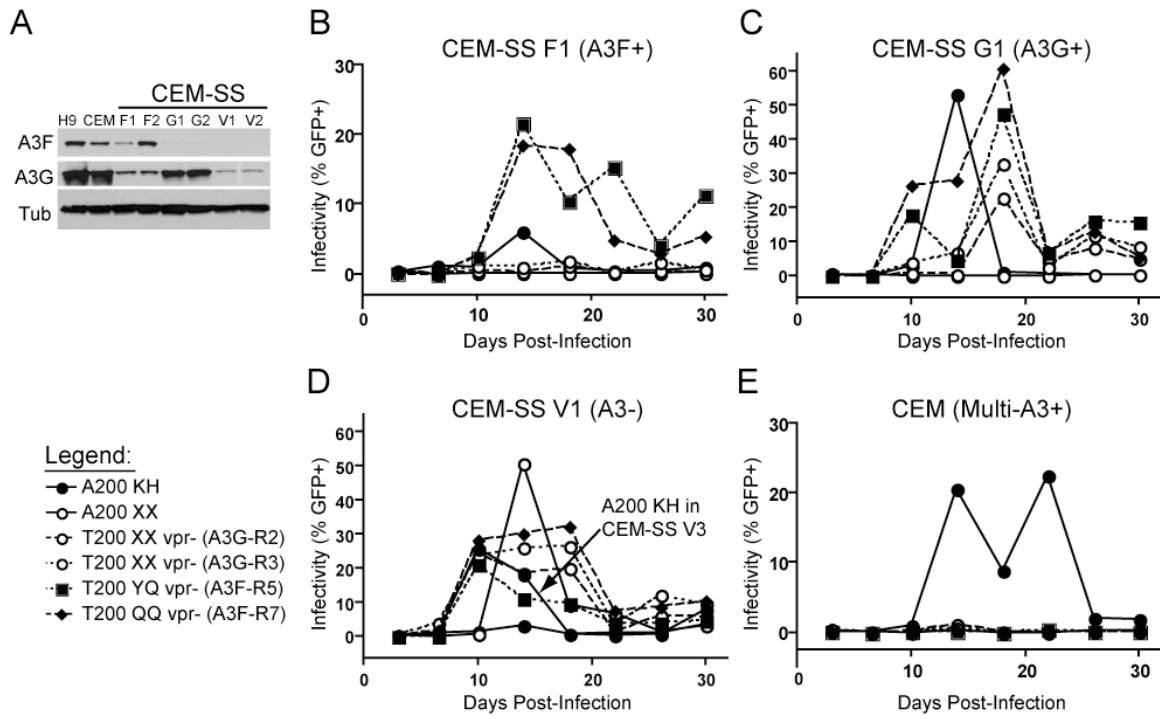 A
CEM-SS
H9 CEM F1 F2 G1 G2 V1 V2
A3F
A3G
Tub
B
CEM-SS F1 (A3F+)
Infectivity (% GFP+)
30
20
10
0
0 10 20 30
Days Post-Infection
C
CEM-SS G1 (A3G+)
Infectivity (% GFP+)
60
50
40
30
20
10
0
0 10 20 30
Days Post-Infection
Legend:
A200 KH
A200 XX
T200 XX vpr- (A3G-R2)
T200 XX vpr- (A3G-R3)
T200 YQ vpr- (A3F-R5)
T200 QQ vpr- (A3F-R7)
D
CEM-SS V1 (A3-)
Infectivity (% GFP+)
60
50
40
30
20
10
0
A200 KH in
CEM-SS V3
0 10 20 30
Days Post-Infection
E
CEM (Multi-A3+)
Infectivity (% GFP+)
30
20
10
0
0 10 20 30
Days Post-Infection